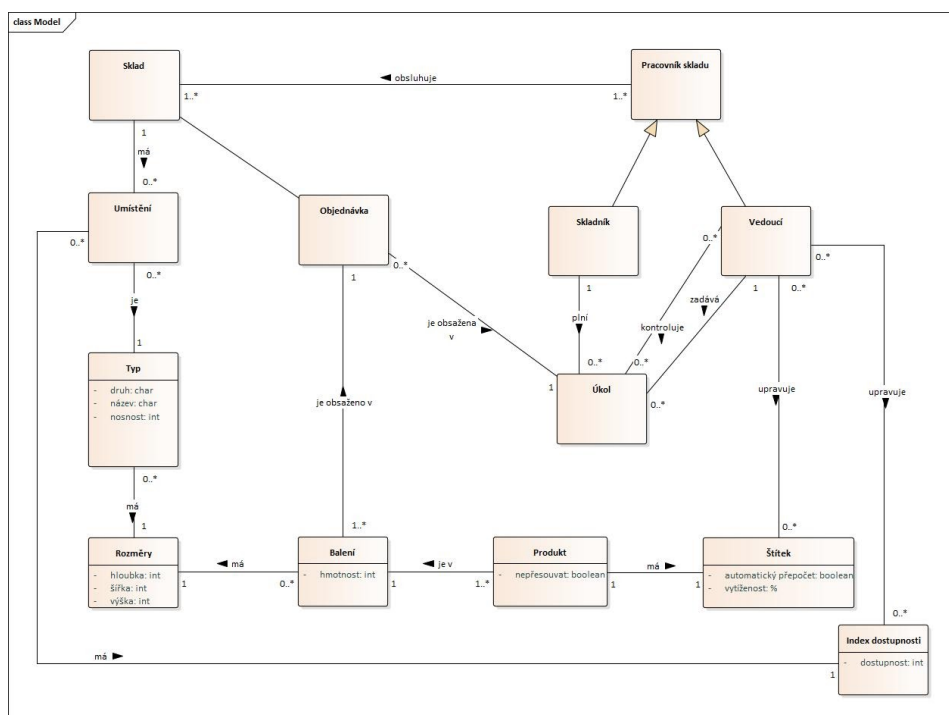 class Model
Sklad
Pracovník skladu
obsluhuje
1..*
1..*
1
má
0..*
Umístění
0..*
0..*
Objednávka
0..*
1
Skladník
1
Vedoucí
0..*
0..*
1
0..*
je
1
plní
zadává
kontroluje
je obsažena
v
Typ
- druh: char
- název: char
- nosnost: int
0..*
0..*
1
Úkol
0..*
je obsaženo v
upravuje
upravuje
0..*
má
1
1..*
0..*
Rozměry
- hloubka: int
- šířka: int
- výška: int
má
1
0..*
Balení
- hmotnost: int
je v
1
1..*
Produkt
- nepřesouvat: boolean
má
1
1
Štítek
- automatický přepočet: boolean
- vytíženost: %
0..*
Index dostupnosti
- dostupnost: int
má
1